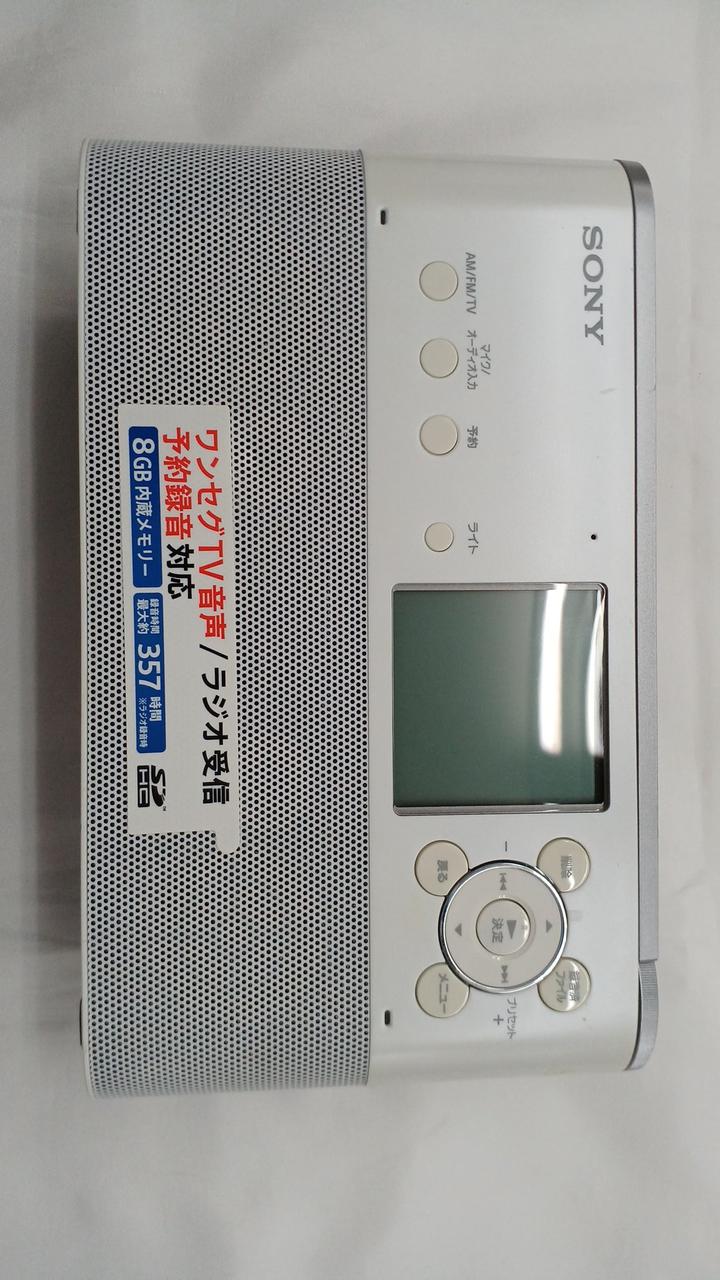 SONY
AM/FM/TV
マイク/
オーディオ入力
予約
ライト
戻る
決定
録音済
ファイル
メニュー
プリセット
－
＋
ワンセグTV音声/ラジオ受信
予約録音 対応
8GB 内蔵メモリー
録音時間
最大約 357 時間
※ラジオ録音時
SD
HC